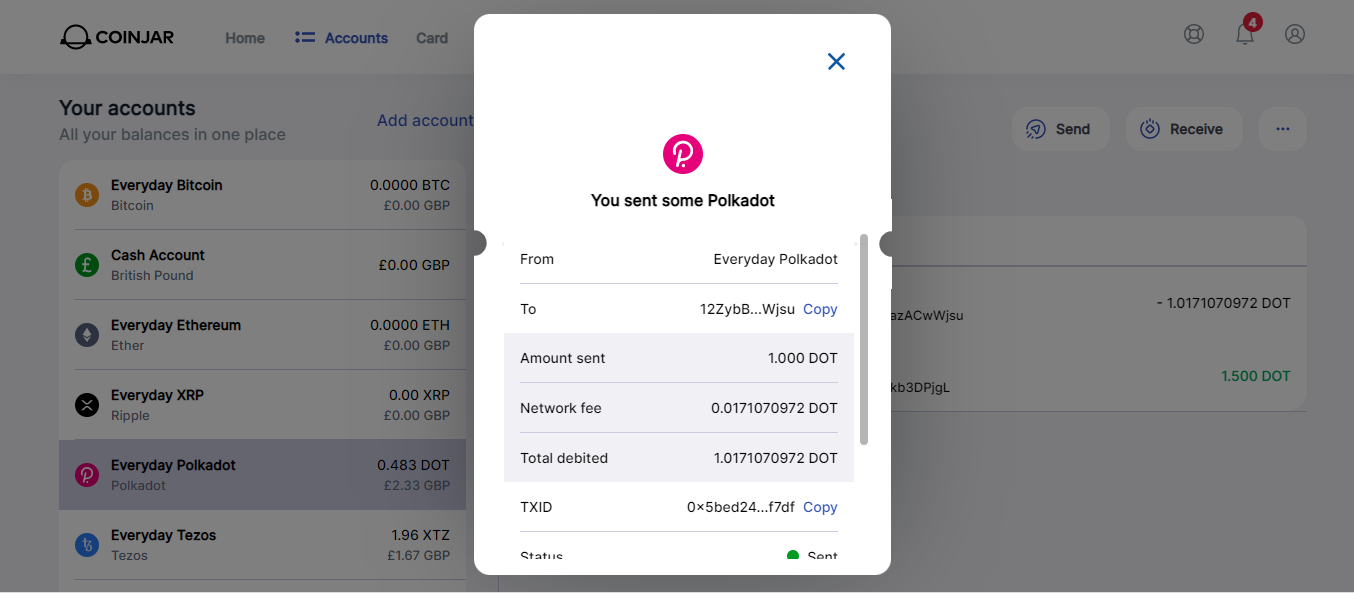 COINJAR
Home
Accounts
Card
4
Your accounts
All your balances in one place
Add account
Send
Receive
Everyday Bitcoin
Bitcoin
0.0000 BTC
£0.00 GBP
Cash Account
British Pound
£0.00 GBP
Everyday Ethereum
Ether
0.0000 ETH
£0.00 GBP
Everyday XRP
Ripple
0.00 XRP
£0.00 GBP
Everyday Polkadot
Polkadot
0.483 DOT
£2.33 GBP
Everyday Tezos
Tezos
1.96 XTZ
£1.67 GBP
You sent some Polkadot
From Everyday Polkadot
To 12ZybB...Wjsu Copy
Amount sent 1.000 DOT
Network fee 0.0171070972 DOT
Total debited 1.0171070972 DOT
TXID 0x5bed24...f7df Copy
Status Sent
- 1.0171070972 DOT
azACwWjsu
1.500 DOT
kb3DPjgL